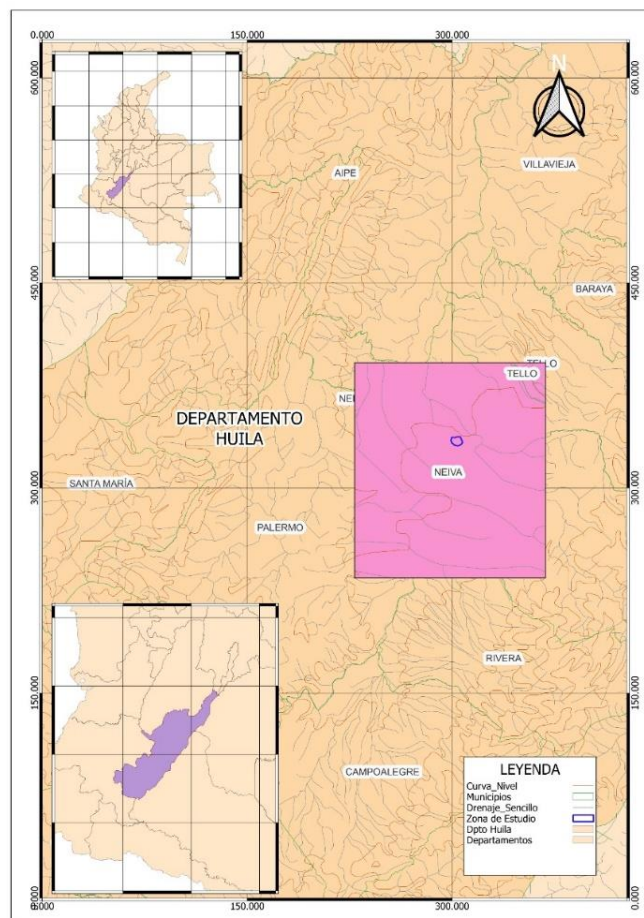 0.000
150.000
300.000
N
600.000
600.000
VILLAVIEJA
AIPE
450.000
450.000
BARAYA
TELLO
TELLO
DEPARTAMENTO
HUILA
NEIVA
SANTA MARÍA
300.000
300.000
PALERMO
RIVERA
150.000
150.000
CAMPOALEGRE
LEYENDA
Curva_Nivel
Municipios
Drenaje_Sencillo
Zona de Estudio
Dpto Huila
Departamentos
150.000
300.000